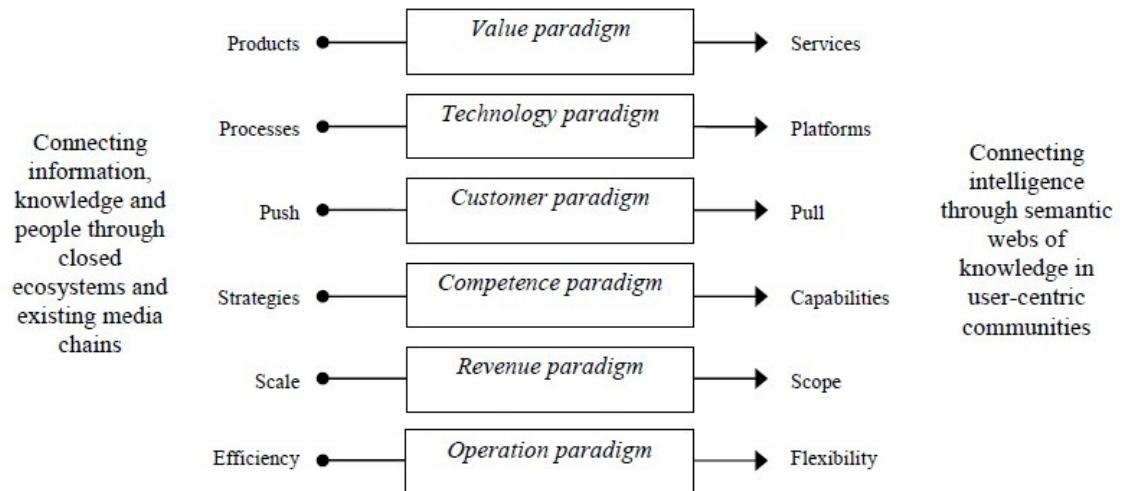 Products
Value paradigm
Services
Processes
Technology paradigm
Platforms
Connecting
information,
knowledge and
people through
closed
ecosystems and
existing media
chains
Push
Customer paradigm
Pull
Connecting
intelligence
through semantic
webs of
knowledge in
user-centric
communities
Strategies
Competence paradigm
Capabilities
Scale
Revenue paradigm
Scope
Efficiency
Operation paradigm
Flexibility